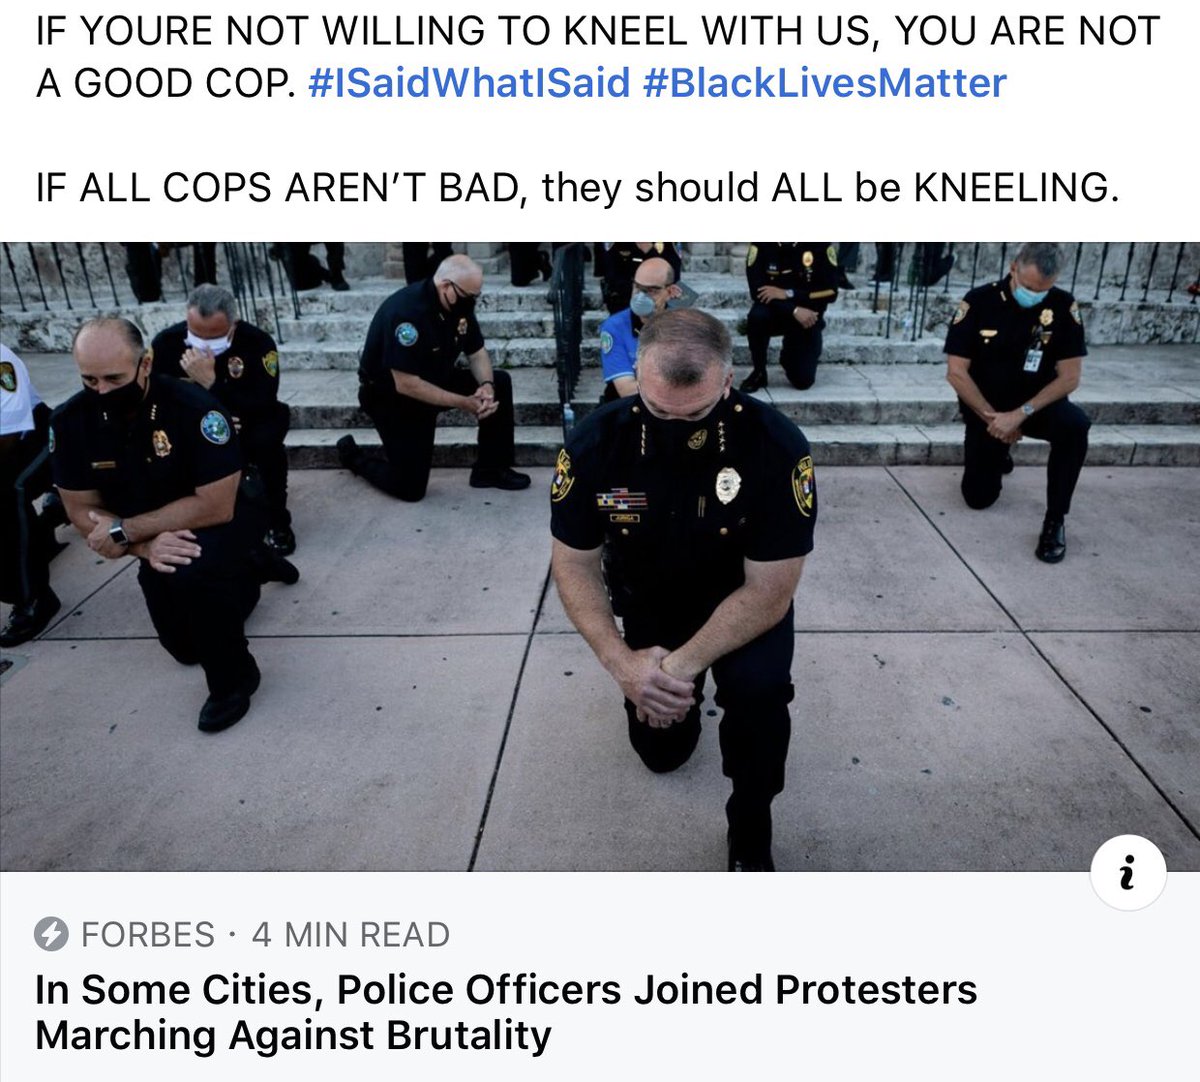 IF YOURE NOT WILLING TO KNEEL WITH US, YOU ARE NOT
A GOOD COP. #ISaidWhatISaid #BlackLivesMatter
IF ALL COPS AREN’T BAD, they should ALL be KNEELING.
FORBES · 4 MIN READ
In Some Cities, Police Officers Joined Protesters
Marching Against Brutality